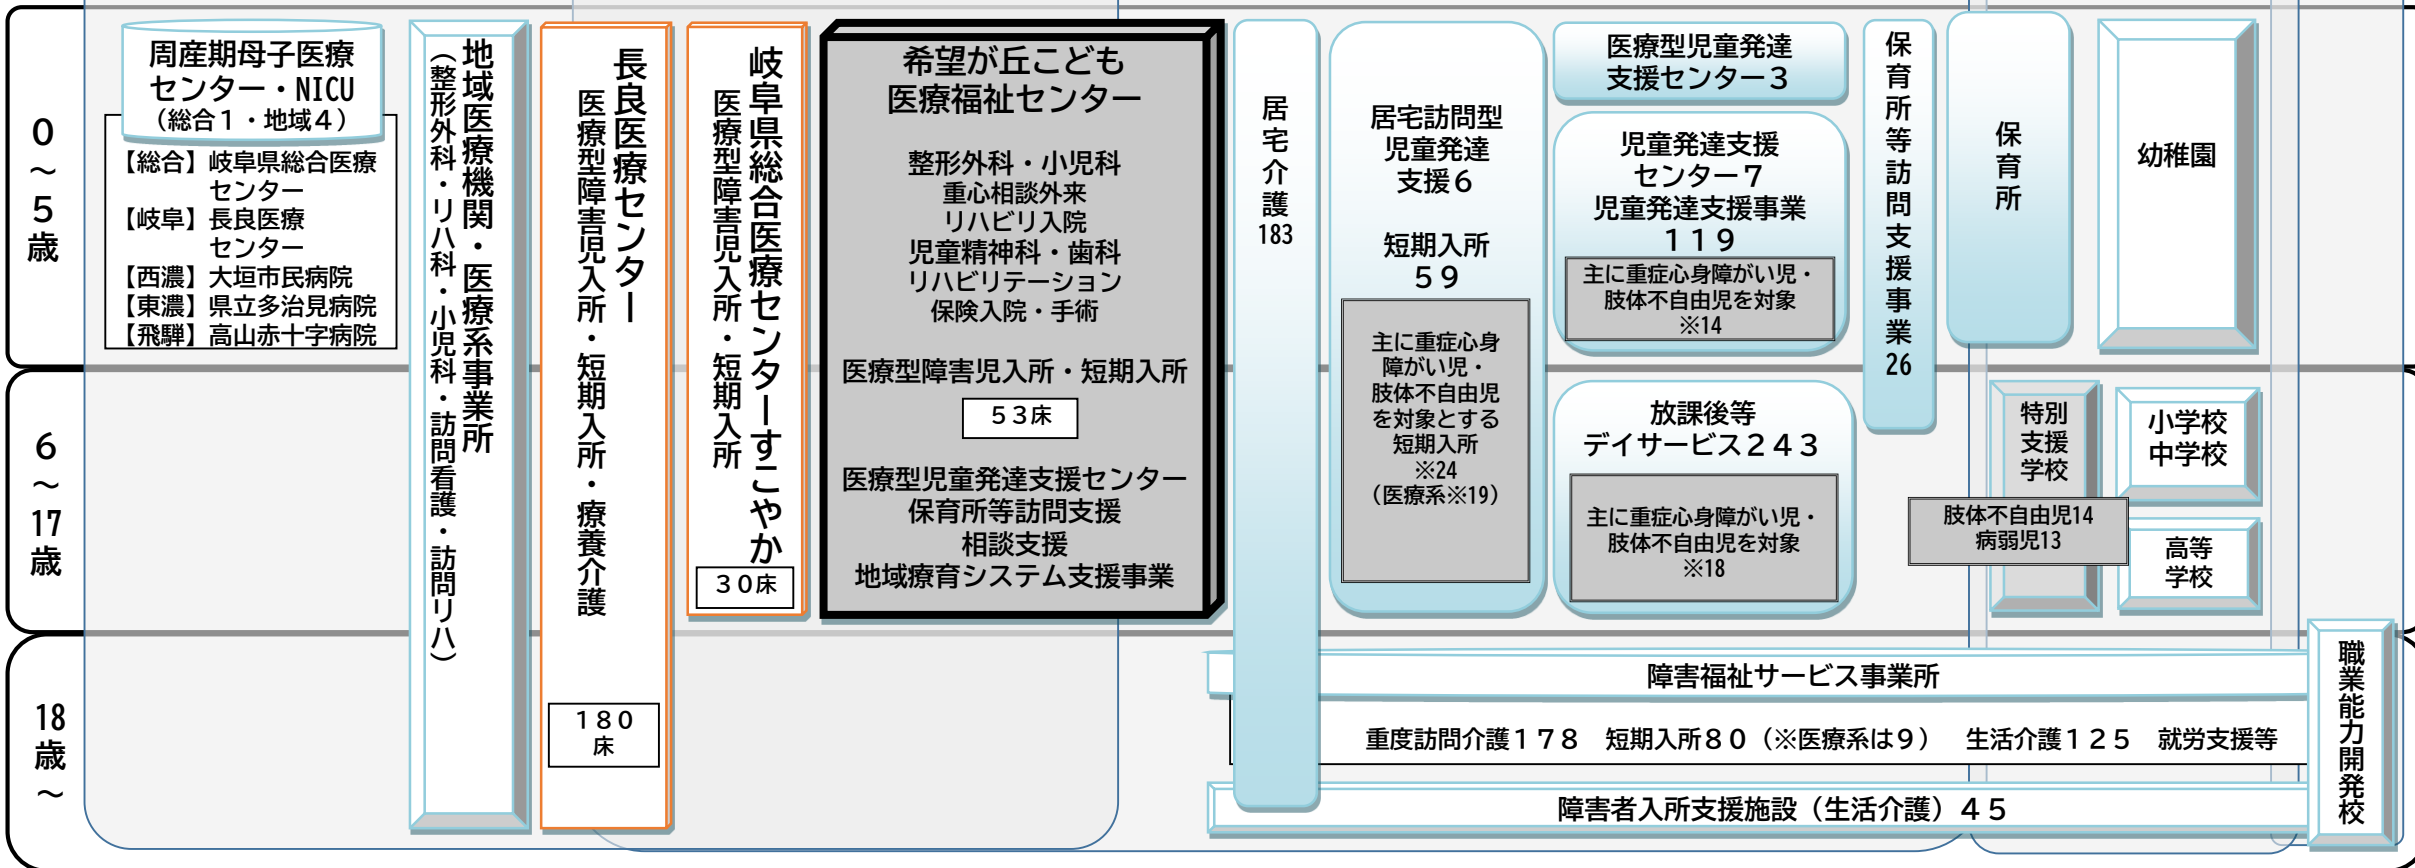 0
～
5
歳
6
～
17
歳
18
歳
～
周産期母子医療
センター・NICU
（総合１・地域４）
【総合】岐阜県総合医療
センター
【岐阜】長良医療
センター
【西濃】大垣市民病院
【東濃】県立多治見病院
【飛騨】高山赤十字病院
地域医療機関・医療系事業所
（整形外科・リハ科・小児科・訪問看護・訪問リハ）
長良医療センター
医療型障害児入所・短期入所・療養介護
１８０
床
岐阜県総合医療センターすこやか
医療型障害児入所・短期入所
３０床
希望が丘こども
医療福祉センター
整形外科・小児科
重心相談外来
リハビリ入院
児童精神科・歯科
リハビリテーション
保険入院・手術
医療型障害児入所・短期入所
５３床
医療型児童発達支援センター
保育所等訪問支援
相談支援
地域療育システム支援事業
居宅介護
183
居宅訪問型
児童発達
支援６
短期入所
５９
主に重症心身
障がい児・
肢体不自由児
を対象とする
短期入所
※24
（医療系※19）
医療型児童発達
支援センター３
児童発達支援
センター７
児童発達支援事業
１１９
主に重症心身障がい児・
肢体不自由児を対象
※14
放課後等
デイサービス２４３
主に重症心身障がい児・
肢体不自由児を対象
※18
保育所等訪問支援事業
26
保育所
幼稚園
特別
支援
学校
小学校
中学校
肢体不自由児14
病弱児13
高等
学校
障害福祉サービス事業所
重度訪問介護１７８　短期入所８０（※医療系は９）　生活介護１２５　就労支援等
障害者入所支援施設（生活介護）４５
職業能力開発校